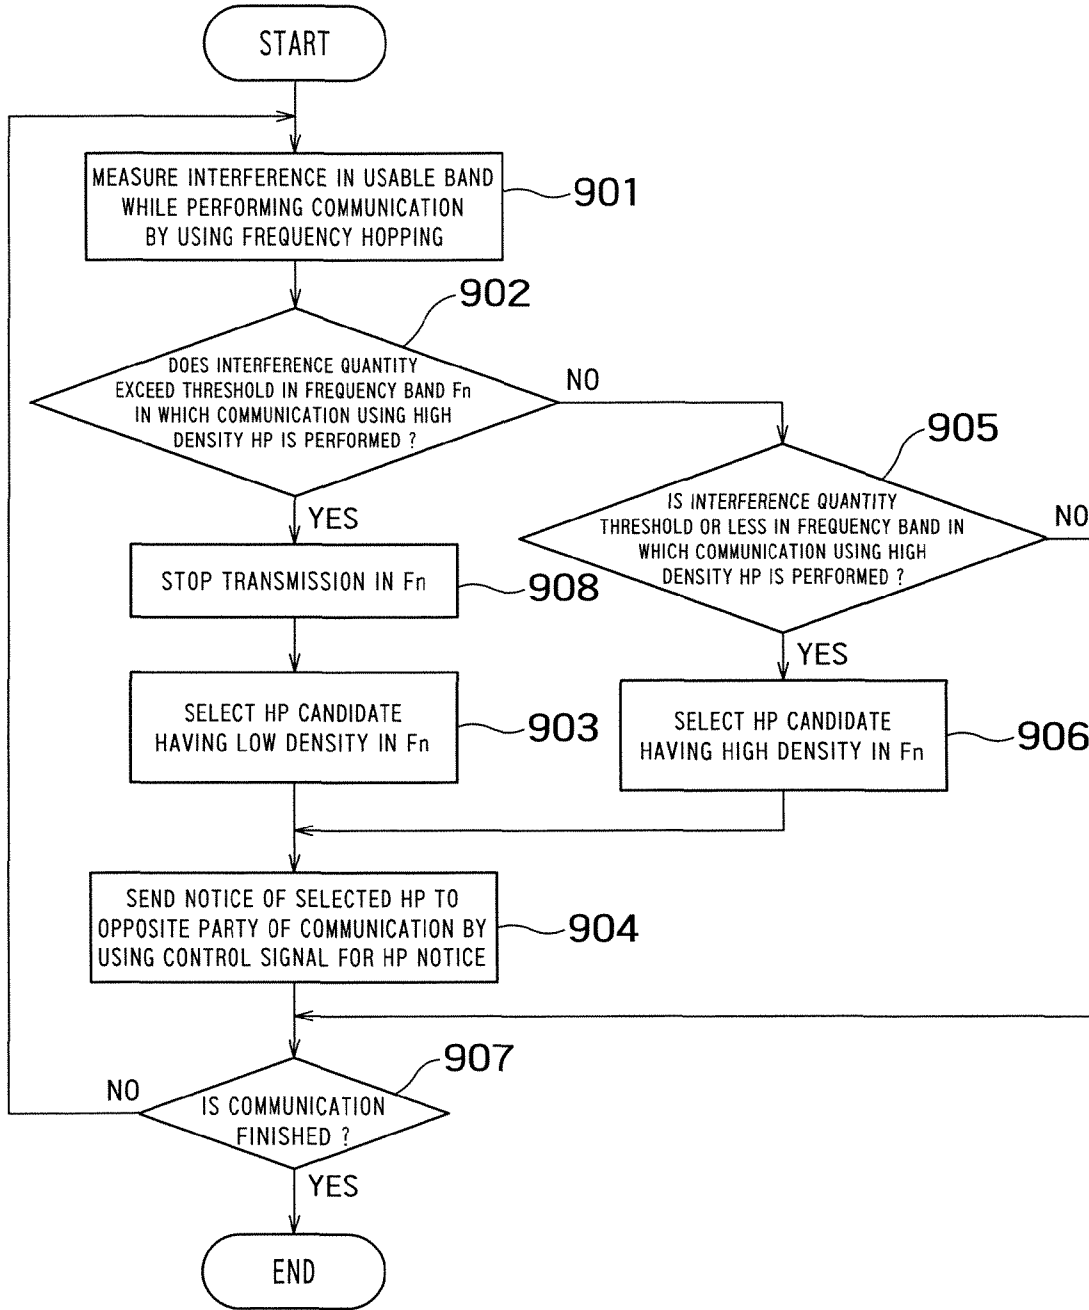 START
MEASURE INTERFERENCE IN USABLE BAND
WHILE PERFORMING COMMUNICATION
BY USING FREQUENCY HOPPING
901
902
DOES INTERFERENCE QUANTITY
EXCEED THRESHOLD IN FREQUENCY BAND Fn
IN WHICH COMMUNICATION USING HIGH
DENSITY HP IS PERFORMED ?
NO
YES
905
IS INTERFERENCE QUANTITY
THRESHOLD OR LESS IN FREQUENCY BAND IN
WHICH COMMUNICATION USING HIGH
DENSITY HP IS PERFORMED ?
NO
YES
STOP TRANSMISSION IN Fn
908
SELECT HP CANDIDATE
HAVING LOW DENSITY IN Fn
903
SELECT HP CANDIDATE
HAVING HIGH DENSITY IN Fn
906
SEND NOTICE OF SELECTED HP TO
OPPOSITE PARTY OF COMMUNICATION BY
USING CONTROL SIGNAL FOR HP NOTICE
904
907
NO
IS COMMUNICATION
FINISHED ?
YES
END